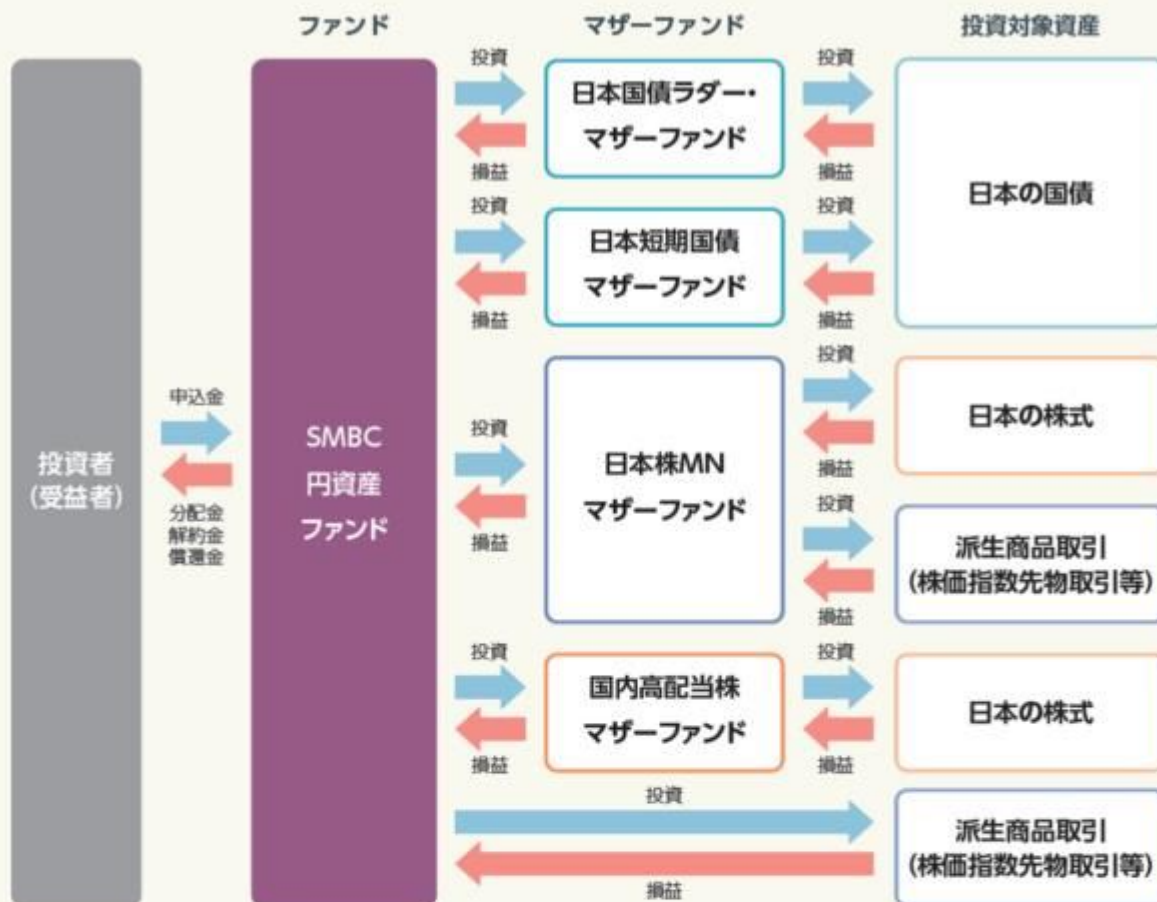 ファンド
マザーファンド
投資対象資産
投資者
(受益者)
申込金
分配金
解約金
償還金
SMBC
円資産
ファンド
投資
損益
日本国債ラダー・
マザーファンド
投資
損益
日本の国債
投資
損益
日本短期国債
マザーファンド
投資
損益
投資
損益
日本株MN
マザーファンド
投資
損益
日本の株式
投資
損益
派生商品取引
(株価指数先物取引等)
投資
損益
国内高配当株
マザーファンド
投資
損益
日本の株式
投資
損益
派生商品取引
(株価指数先物取引等)